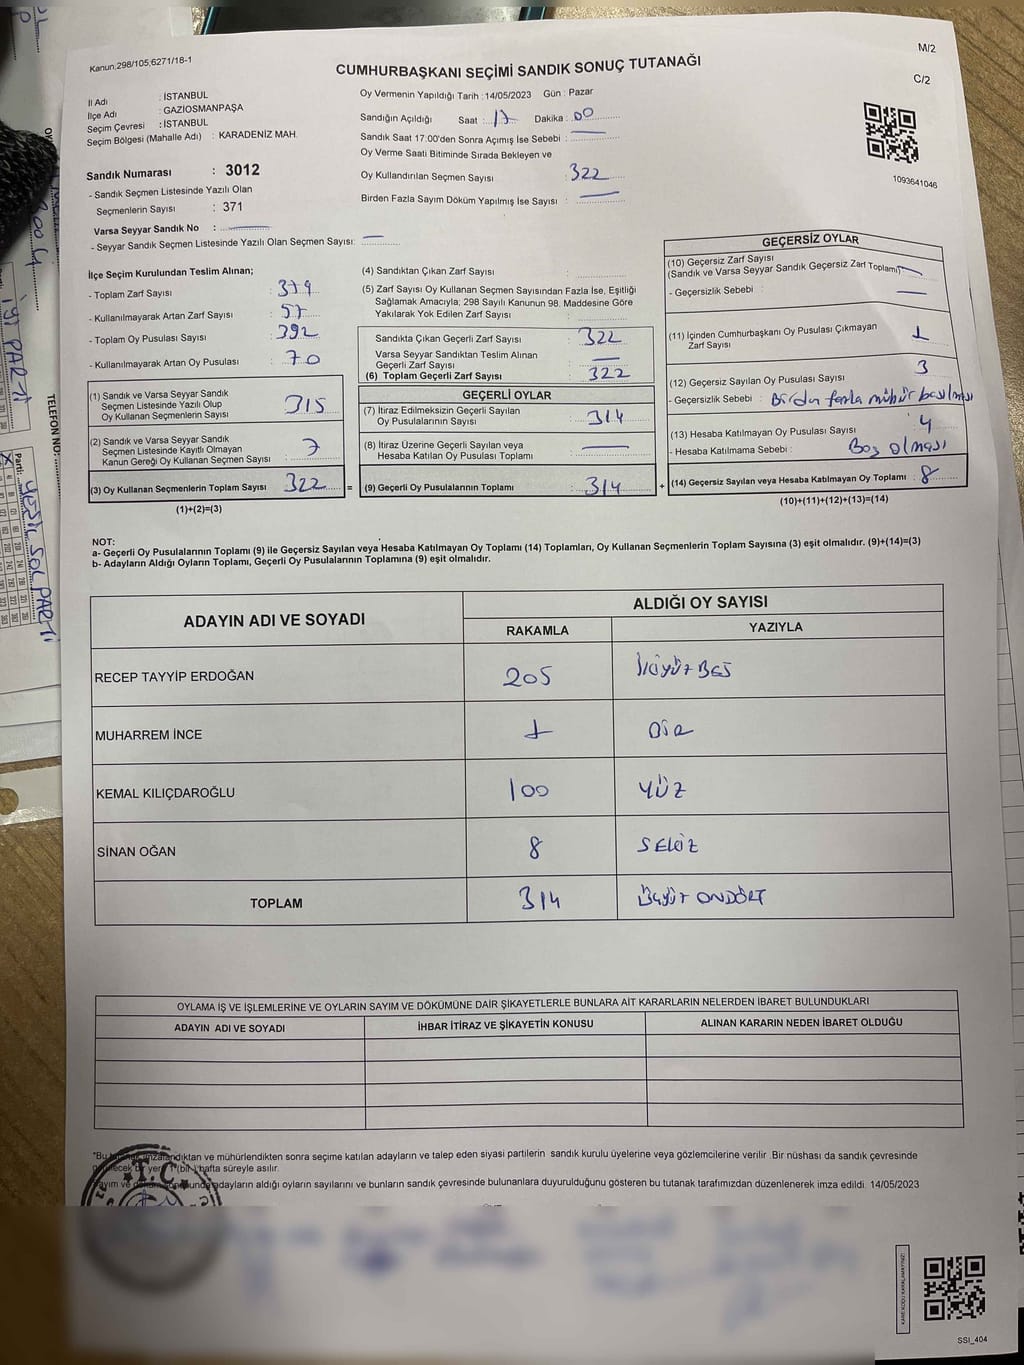 Kanun,298/105,6271/18-1
M/2
CUMHURBAŞKANI SEÇİMİ SANDIK SONUÇ TUTANAĞI
C/2
İl Adı : İSTANBUL
İlçe Adı : GAZİOSMANPAŞA
Seçim Çevresi : İSTANBUL
Seçim Bölgesi (Mahalle Adı) : KARADENİZ MAH.
Sandık Numarası : 3012
- Sandık Seçmen Listesinde Yazılı Olan
Seçmenlerin Sayısı : 371
Varsa Seyyar Sandık No :
- Seyyar Sandık Seçmen Listesinde Yazılı Olan Seçmen Sayısı:
Oy Vermenin Yapıldığı Tarih : 14/05/2023 Gün : Pazar
Sandığın Açıldığı Saat : 17 Dakika : 00
Sandık Saat 17:00'den Sonra Açımış İse Sebebi :
Oy Verme Saati Bitiminde Sırada Bekleyen ve
Oy Kullandırılan Seçmen Sayısı : 322
Birden Fazla Sayım Döküm Yapılmış İse Sayısı :
1093641046
İlçe Seçim Kurulundan Teslim Alınan;
- Toplam Zarf Sayısı : 379
- Kullanılmayarak Artan Zarf Sayısı : 57
- Toplam Oy Pusulası Sayısı : 392
- Kullanılmayarak Artan Oy Pusulası : 70
(1) Sandık ve Varsa Seyyar Sandık
Seçmen Listesinde Yazılı Olup
Oy Kullanan Seçmenlerin Sayısı : 315
(2) Sandık ve Varsa Seyyar Sandık
Seçmen Listesinde Kayıtlı Olmayan
Kanun Gereği Oy Kullanan Seçmen Sayısı : 7
(3) Oy Kullanan Seçmenlerin Toplam Sayısı 322 =
(1)+(2)=(3)
(4) Sandıktan Çıkan Zarf Sayısı :
(5) Zarf Sayısı Oy Kullanan Seçmen Sayısından Fazla İse, Eşitliği
Sağlamak Amacıyla; 298 Sayılı Kanunun 98. Maddesine Göre
Yakılarak Yok Edilen Zarf Sayısı :
Sandıkta Çıkan Geçerli Zarf Sayısı : 322
Varsa Seyyar Sandıktan Teslim Alınan
Geçerli Zarf Sayısı :
(6) Toplam Geçerli Zarf Sayısı : 322
GEÇERLİ OYLAR
(7) İtiraz Edilmeksizin Geçerli Sayılan
Oy Pusulasının Sayısı : 314
(8) İtiraz Üzerine Geçerli Sayılan veya
Hesaba Katılan Oy Pusulası Sayısı :
(9) Geçerli Oy Pusulalarının Toplamı : 314 +
GEÇERSİZ OYLAR
(10) Geçersiz Zarf Sayısı
(Sandık ve Varsa Seyyar Sandık Geçersiz Zarf Toplamı)
- Geçersizlik Sebebi :
(11) İçinden Cumhurbaşkanı Oy Pusulası Çıkmayan
Zarf Sayısı 1
(12) Geçersiz Sayılan Oy Pusulası Sayısı 3
- Geçersizlik Sebebi : Birden fazla mühür basılması
(13) Hesaba Katılmayan Oy Pusulası Sayısı 4
- Hesaba Katılmama Sebebi : Boş olması
(14) Geçersiz Sayılan veya Hesaba Katılmayan Oy Toplamı : 8
(10)+(11)+(12)+(13)=(14)
NOT:
a- Geçerli Oy Pusulalarının Toplamı (9) ile Geçersiz Sayılan veya Hesaba Katılmayan Oy Toplamı (14) Toplamları, Oy Kullanan Seçmenlerin Toplam Sayısına (3) eşit olmalıdır. (9)+(14)=(3)
b- Adayların Aldığı Oyların Toplamı, Geçerli Oy Pusulalarının Toplamına (9) eşit olmalıdır.
ADAYIN ADI VE SOYADI
ALDIĞI OY SAYISI
RAKAMLA YAZIYLA
RECEP TAYYİP ERDOĞAN 205 İKİYÜZ BEŞ
MUHARREM İNCE 1 BİR
KEMAL KILIÇDAROĞLU 100 YÜZ
SİNAN OĞAN 8 SEKİZ
TOPLAM 314 ÜÇYÜZ ONDÖRT
OYLAMA İŞ VE İŞLEMLERİNE VE OYLARIN SAYIM VE DÖKÜMÜNE DAİR ŞİKAYETLERLE BUNLARA AİT KARARLARIN NELERDEN İBARET BULUNDUKLARI
ADAYIN ADI VE SOYADI İHBAR İTİRAZ VE ŞİKAYETİN KONUSU ALINAN KARARIN NEDEN İBARET OLDUĞU
"Bu imzalandıktan ve mühürlendikten sonra seçime katılan adayların ve talep eden siyasi partilerin sandık kurulu üyelerine veya gözlemcilerine verilir .Bir nüshası da sandık çevresinde
bir yere 1 (bir ) hafta süreyle asılır.
Sayım ve adayların aldığı oyların sayılarını ve bunların sandık çevresinde bulunanlara duyurulduğunu gösteren bu tutanak tarafımızdan düzenlenerek imza edildi. 14/05/2023
T.C.
SSİ_404
TELEFON NO:
Parti: YEŞİL SOL PARTİ
İYİ PARTİ